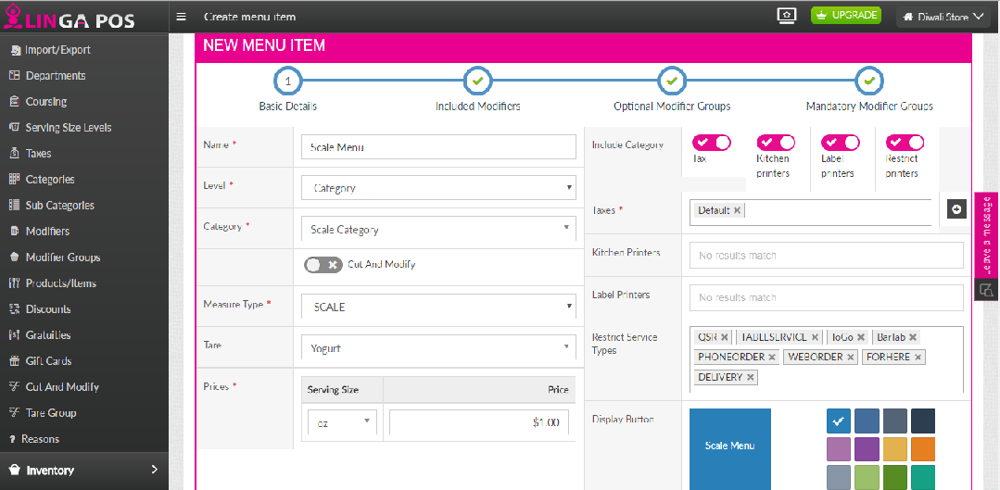 LINGA POS
Create menu item
UPGRADE
Diwali Store
Import/Export
Departments
Coursing
Serving Size Levels
Taxes
Categories
Sub Categories
Modifiers
Modifier Groups
Products/Items
Discounts
Gratuities
Gift Cards
Cut And Modify
Tare Group
? Reasons
Inventory
NEW MENU ITEM
1
Basic Details
Included Modifiers
Optional Modifier Groups
Mandatory Modifier Groups
Name *
Scale Menu
Level *
Category
Category *
Scale Category
Cut And Modify
Measure Type *
SCALE
Tare
Yogurt
Prices *
Serving Size
Price
oz
$1.00
Include Category
Tax
Kitchen
printers
Label
printers
Restrict
printers
Taxes *
Default ×
Kitchen Printers
No results match
Label Printers
No results match
Restrict Service
Types
QSR × TABELSERVICE × ToGo × Bartab ×
PHONEORDER × WEBORDER × FORHERE ×
DELIVERY ×
Display Button
Scale Menu
Leave a message